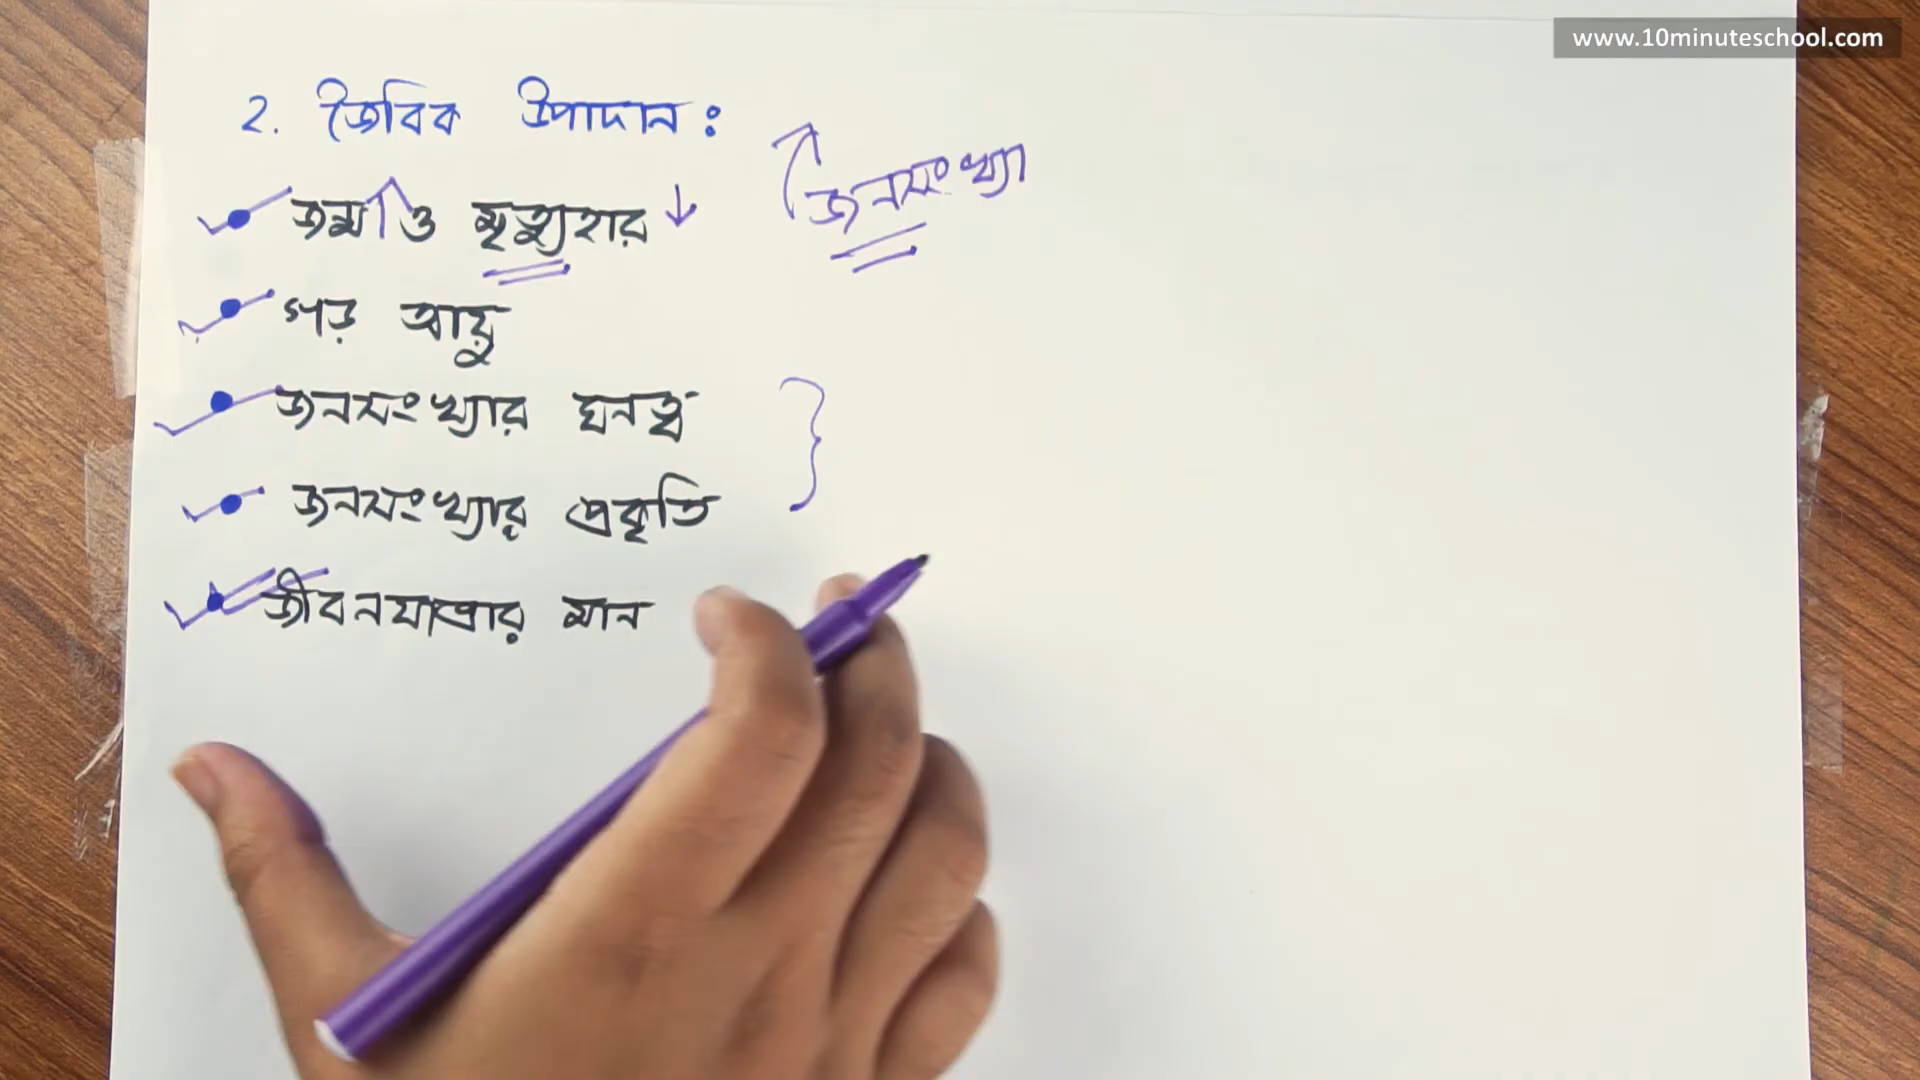 www.10minuteschool.com
2. জৈবিক উপাদান:
জন্ম ও মৃত্যুহার
জনসংখ্যা
গড় আয়ু
জনসংখ্যার ঘনত্ব
জনসংখ্যার প্রকৃতি
জীবনযাত্রার মান